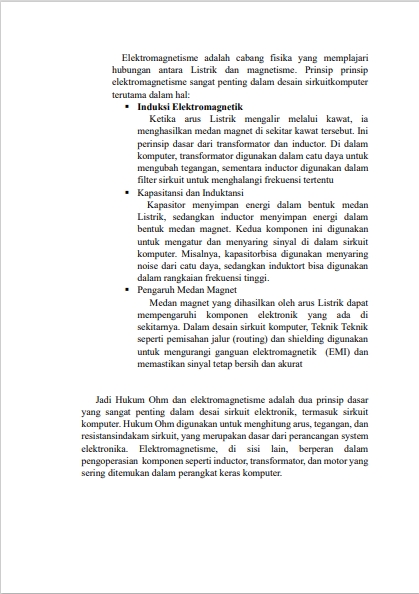 Elektromagnetisme adalah cabang fisika yang memplajari
hubungan antara Listrik dan magnetisme. Prinsip prinsip
elektromagnetisme sangat penting dalam desain sirkuitkomputer
terutama dalam hal:
▪ Induksi Elektromagnetik
Ketika arus Listrik mengalir melalui kawat, ia
menghasilkan medan magnet di sekitar kawat tersebut. Ini
perinsip dasar dari transformator dan inductor. Di dalam
komputer, transformator digunakan dalam catu daya untuk
mengubah tegangan, sementara inductor digunakan dalam
filter sirkuit untuk menghalangi frekuensi tertentu
▪ Kapasitansi dan Induktansi
Kapasitor menyimpan energi dalam bentuk medan
Listrik, sedangkan inductor menyimpan energi dalam
bentuk medan magnet. Kedua komponen ini digunakan
untuk mengatur dan menyaring sinyal di dalam sirkuit
komputer. Misalnya, kapasitorbisa digunakan menyaring
noise dari catu daya, sedangkan induktort bisa digunakan
dalam rangkaian frekuensi tinggi.
▪ Pengaruh Medan Magnet
Medan magnet yang dihasilkan oleh arus Listrik dapat
mempengaruhi komponen elektronik yang ada di
sekitarnya. Dalam desain sirkuit komputer, Teknik Teknik
seperti pemisahan jalur (routing) dan shielding digunakan
untuk mengurangi ganguan elektromagnetik (EMI) dan
memastikan sinyal tetap bersih dan akurat
Jadi Hukum Ohm dan elektromagnetisme adalah dua prinsip dasar
yang sangat penting dalam desai sirkuit elektronik, termasuk sirkuit
komputer. Hukum Ohm digunakan untuk menghitung arus, tegangan, dan
resistansindakam sirkuit, yang merupakan dasar dari perancangan system
elektronika. Elektromagnetisme, di sisi lain, berperan dalam
pengoperasian komponen seperti inductor, transformator, dan motor yang
sering ditemukan dalam perangkat keras komputer.